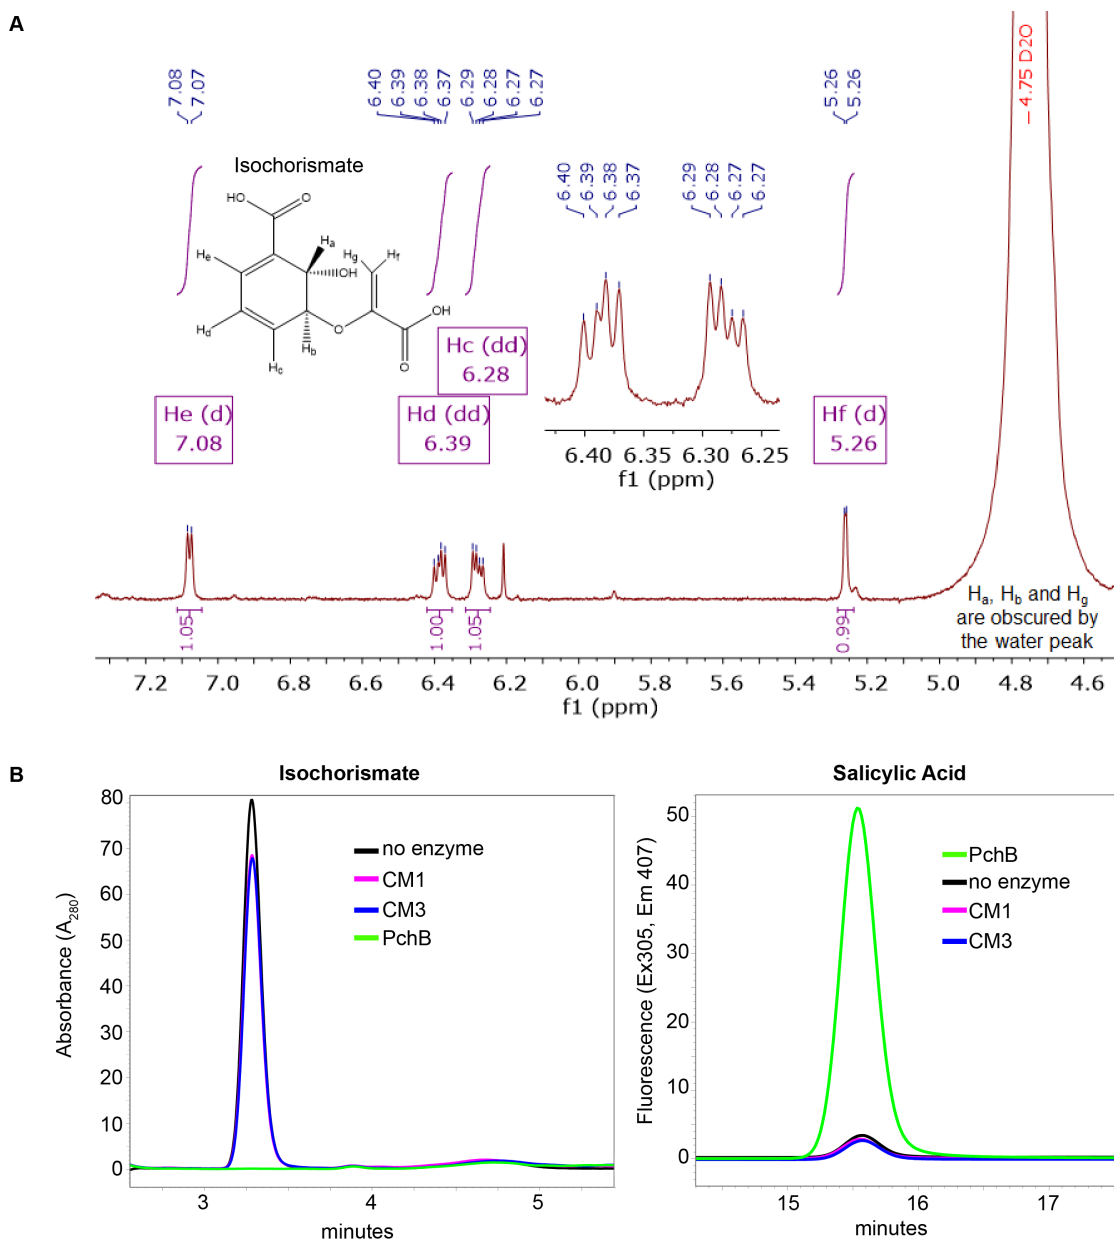 A
7.08
7.07
6.40
6.39
6.38
6.37
6.29
6.28
6.27
6.27
5.26
5.26
4.75 D2O
Isochorismate
HO
O
He
Ha
Hg
Hf
OH
Hd
O
OH
Hb
Hc
O
6.40
6.39
6.38
6.37
6.29
6.28
6.27
6.27
Hc (dd)
6.28
He (d)
7.08
Hd (dd)
6.39
Hf (d)
5.26
6.40 6.35 6.30 6.25
f1 (ppm)
Ha, Hb and Hg
are obscured by
the water peak
1.05
1.00
1.05
0.99
7.2 7.0 6.8 6.6 6.4 6.2 6.0 5.8 5.6 5.4 5.2 5.0 4.8 4.6
f1 (ppm)
B
Isochorismate
Absorbance (A280)
80
70
60
50
40
30
20
10
0
no enzyme
CM1
CM3
PchB
3 4 5
minutes
Salicylic Acid
Fluorescence (Ex305, Em 407)
50
40
30
20
10
0
PchB
no enzyme
CM1
CM3
15 16 17
minutes